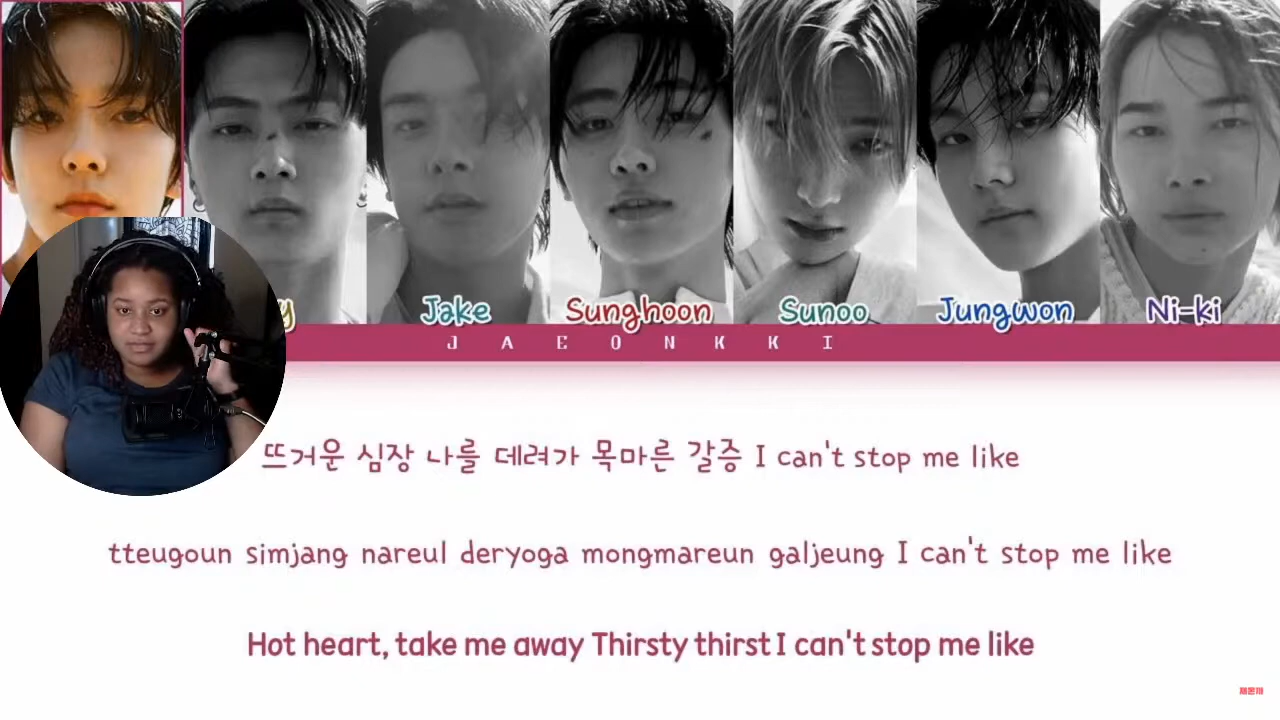 Jake
Sunghoon
Sunoo
Jungwon
Ni-ki
JAEONKKI
뜨거운 심장 나를 데려가 목마른 갈증 I can't stop me like
tteugoun simjang nareul deryoga mongmareun galjeung I can't stop me like
Hot heart, take me away Thirsty thirst I can't stop me like